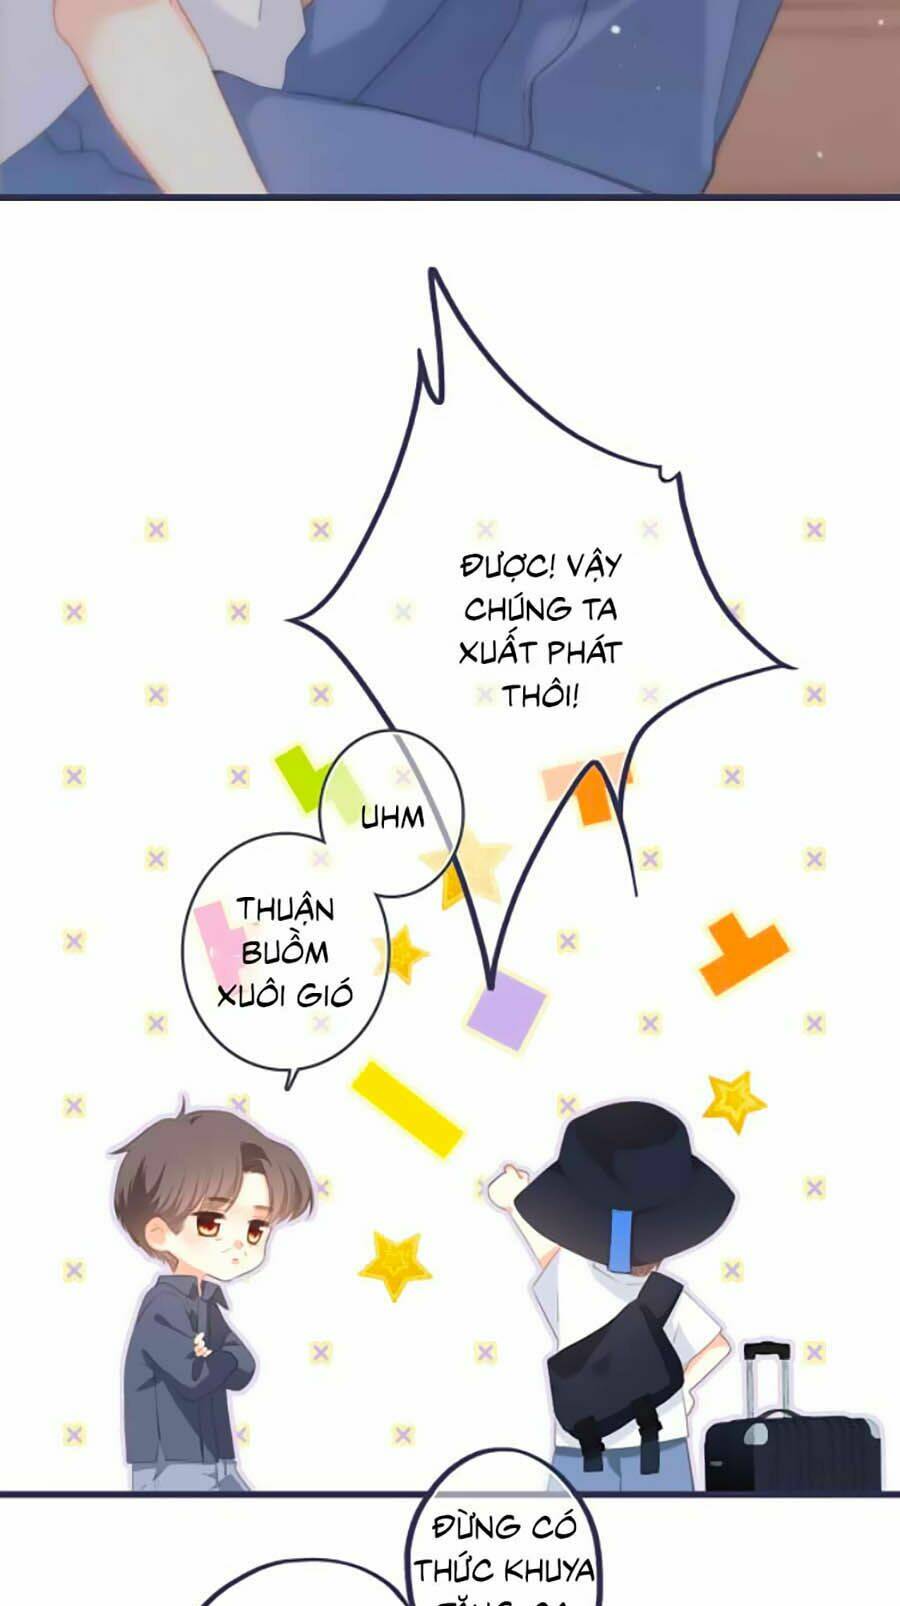 ĐƯỢC! VẬY
CHÚNG TA
XUẤT PHÁT
THÔI!
UHM
THUẬN
BUỒM
XUÔI GIÓ
ĐỪNG CÓ
THỨC KHUYA